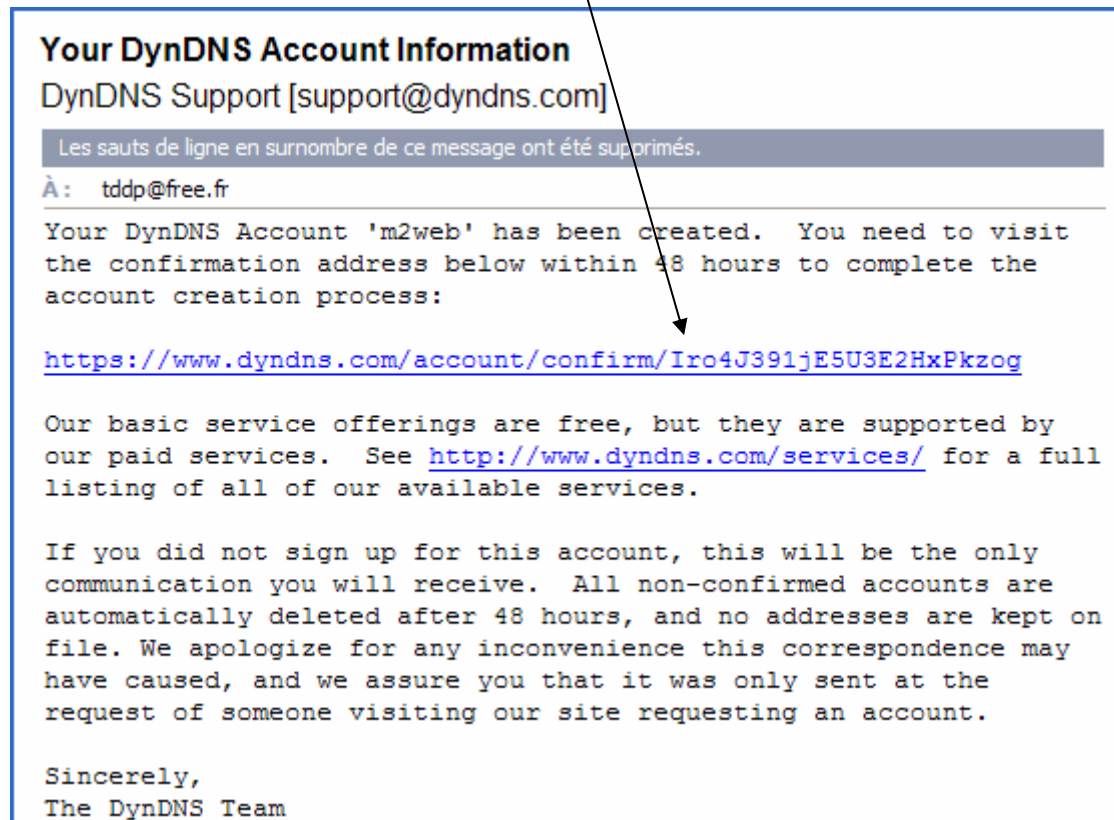 Your DynDNS Account Information
DynDNS Support [support@dyndns.com]
Les sauts de ligne en surnombre de ce message ont été supprimés.
À : tddp@free.fr
Your DynDNS Account 'm2web' has been created. You need to visit
the confirmation address below within 48 hours to complete the
account creation process:
https://www.dyndns.com/account/confirm/Iro4J391jE5U3E2HxPkzog
Our basic service offerings are free, but they are supported by
our paid services. See http://www.dyndns.com/services/ for a full
listing of all of our available services.
If you did not sign up for this account, this will be the only
communication you will receive. All non-confirmed accounts are
automatically deleted after 48 hours, and no addresses are kept on
file. We apologize for any inconvenience this correspondence may
have caused, and we assure you that it was only sent at the
request of someone visiting our site requesting an account.
Sincerely,
The DynDNS Team